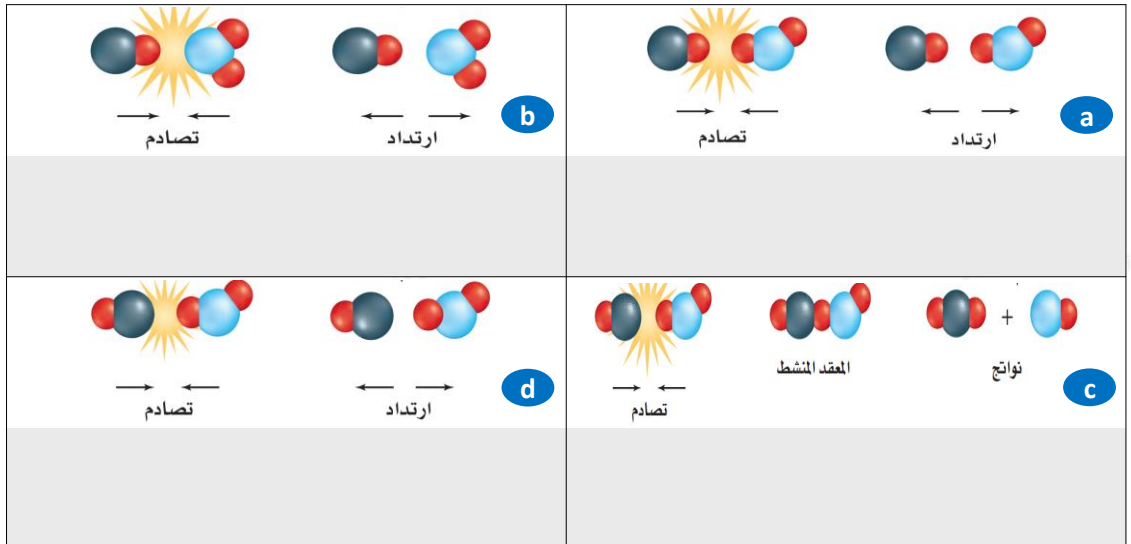 تصادم
ارتداد
a
تصادم
ارتداد
b
تصادم
المعقد المنشط
+
نواتج
c
تصادم
ارتداد
d